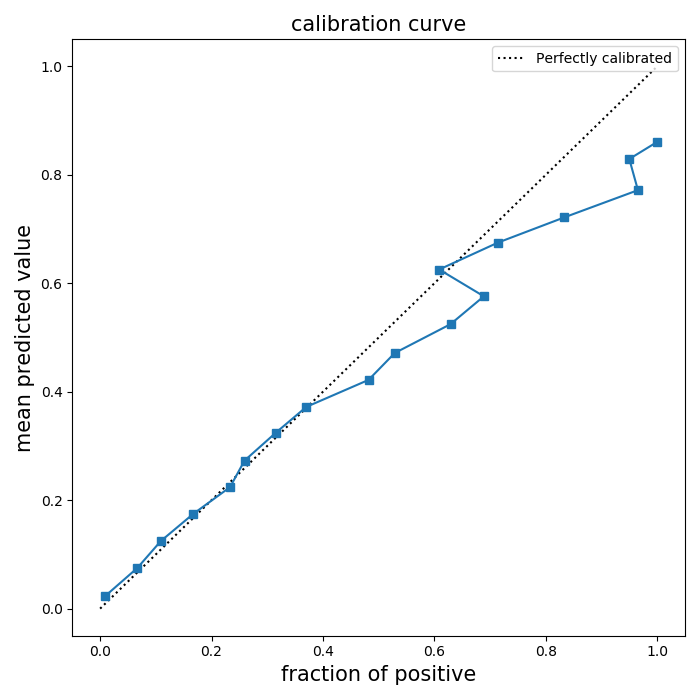 calibration curve
Perfectly calibrated
1.0
0.8
0.6
0.4
0.2
0.0
mean predicted value
0.0 0.2 0.4 0.6 0.8 1.0
fraction of positive